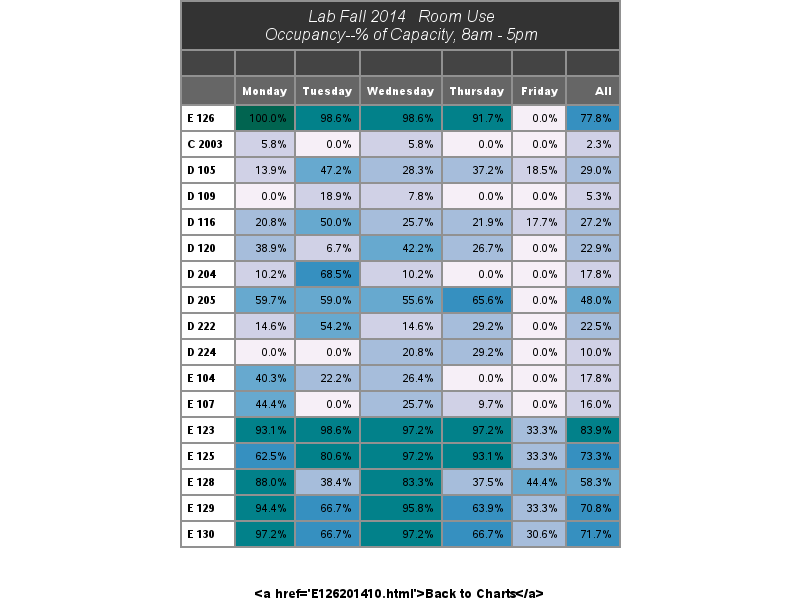 Lab Fall 2014 Room Use
Occupancy--% of Capacity, 8am - 5pm
Monday Tuesday Wednesday Thursday Friday All
E 126 100.0% 98.6% 98.6% 91.7% 0.0% 77.8%
C 2003 5.8% 0.0% 5.8% 0.0% 0.0% 2.3%
D 105 13.9% 47.2% 28.3% 37.2% 18.5% 29.0%
D 109 0.0% 18.9% 7.8% 0.0% 0.0% 5.3%
D 116 20.8% 50.0% 25.7% 21.9% 17.7% 27.2%
D 120 38.9% 6.7% 42.2% 26.7% 0.0% 22.9%
D 204 10.2% 68.5% 10.2% 0.0% 0.0% 17.8%
D 205 59.7% 59.0% 55.6% 65.6% 0.0% 48.0%
D 222 14.6% 54.2% 14.6% 29.2% 0.0% 22.5%
D 224 0.0% 0.0% 20.8% 29.2% 0.0% 10.0%
E 104 40.3% 22.2% 26.4% 0.0% 0.0% 17.8%
E 107 44.4% 0.0% 25.7% 9.7% 0.0% 16.0%
E 123 93.1% 98.6% 97.2% 97.2% 33.3% 83.9%
E 125 62.5% 80.6% 97.2% 93.1% 33.3% 73.3%
E 128 88.0% 38.4% 83.3% 37.5% 44.4% 58.3%
E 129 94.4% 66.7% 95.8% 63.9% 33.3% 70.8%
E 130 97.2% 66.7% 97.2% 66.7% 30.6% 71.7%
<a href='E126201410.html'>Back to Charts</a>